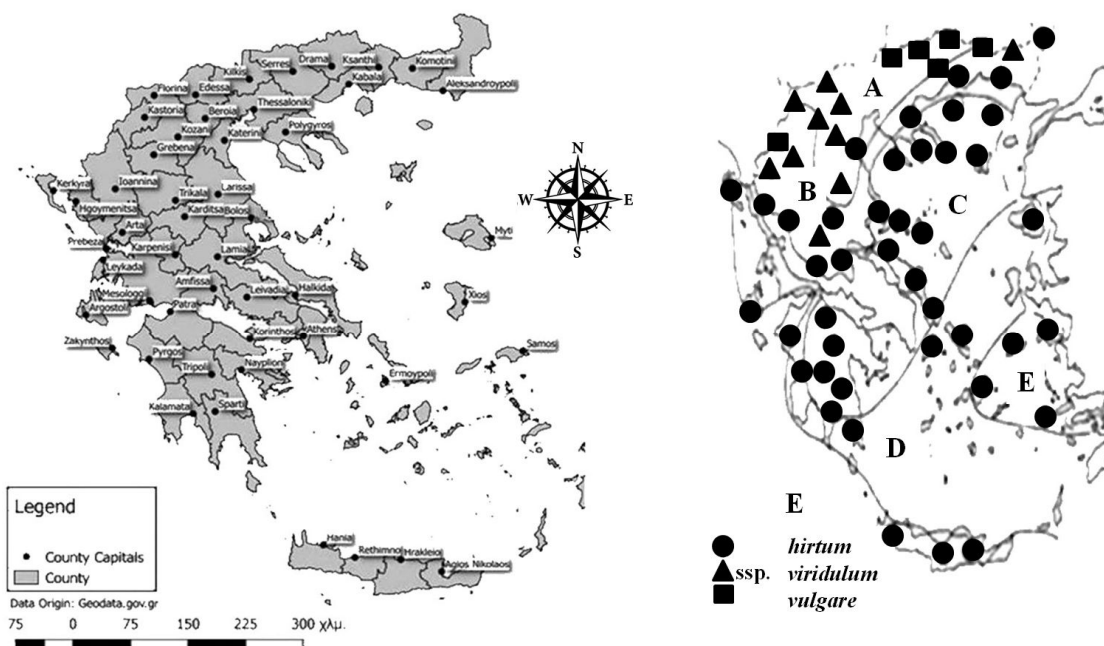 Drama
Ksanthi
Serres
Komotini
Kilkis
Kabala
Florina
Edessa
Aleksandroypoli
Thessaloniki
Kastoria
Beroia
Kozani
Katerini
Polygyros
Grebena
Kerkyra
Ioannina
Trikala
Larissa
Hgoymenitsa
Karditsa
Bolos
Arta
Myti
Prebeza
Karpenisi
Lamia
Leykada
Amfissa
Leivadia
Halkida
Xios
Mesologgi
Argostoli
Patra
Korinthos
Athens
Zakynthos
Samos
Pyrgos
Tripoli
Nayplion
Ermoypoli
Kalamata
Sparti
Hania
Rethimno
Hrakleio
Agios Nikolaos
N
W
E
S
Legend
County Capitals
County
Data Origin: Geodata.gov.gr
75 0 75 150 225 300 χλμ.
A
B
C
E
D
E
hirtum
ssp. viridulum
vulgare